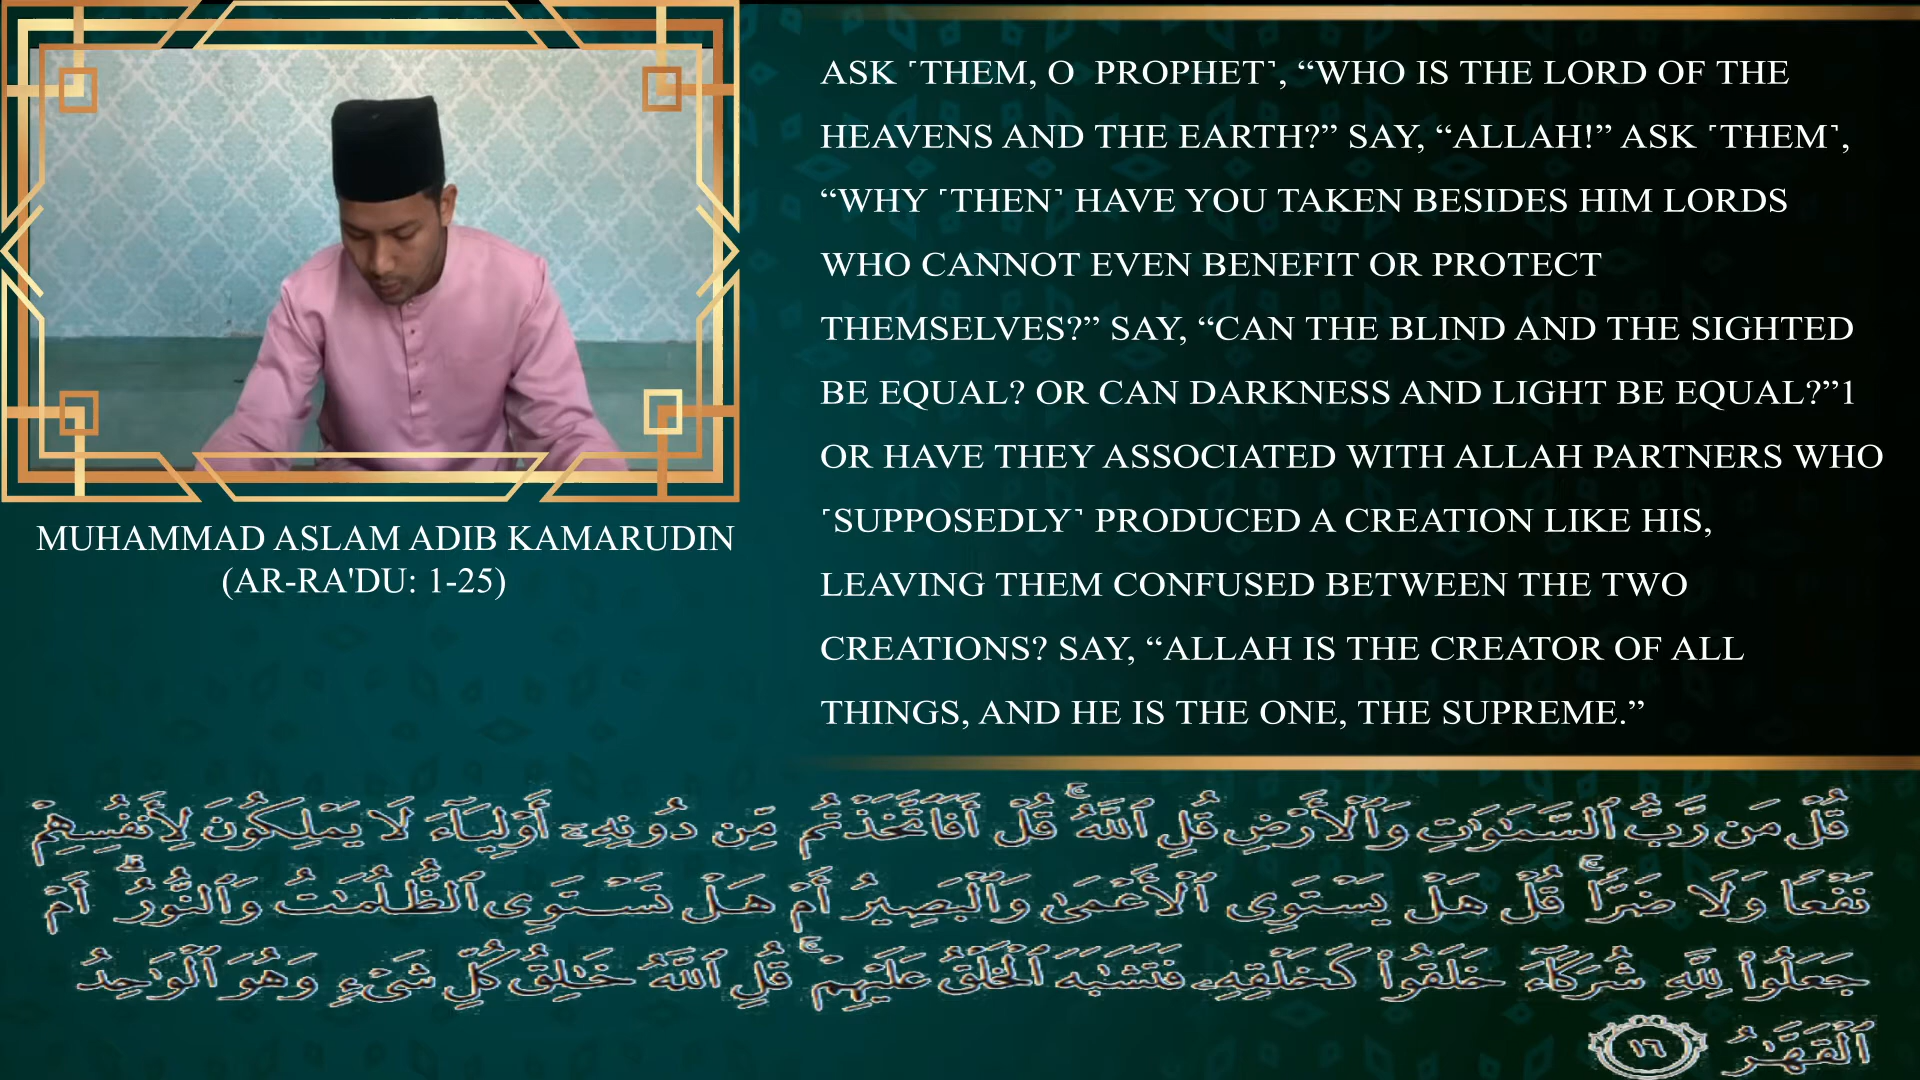 ASK ˹THEM, O PROPHET˺, “WHO IS THE LORD OF THE
HEAVENS AND THE EARTH?” SAY, “ALLAH!” ASK ˹THEM˺,
“WHY ˹THEN˺ HAVE YOU TAKEN BESIDES HIM LORDS
WHO CANNOT EVEN BENEFIT OR PROTECT
THEMSELVES?” SAY, “CAN THE BLIND AND THE SIGHTED
BE EQUAL? OR CAN DARKNESS AND LIGHT BE EQUAL?”1
OR HAVE THEY ASSOCIATED WITH ALLAH PARTNERS WHO
˹SUPPOSEDLY˺ PRODUCED A CREATION LIKE HIS,
LEAVING THEM CONFUSED BETWEEN THE TWO
CREATIONS? SAY, “ALLAH IS THE CREATOR OF ALL
THINGS, AND HE IS THE ONE, THE SUPREME.”
MUHAMMAD ASLAM ADIB KAMARUDIN
(AR-RA'DU: 1-25)
قُلْ مَن رَّبُّ ٱلسَّمَٰوَٰتِ وَٱلْأَرْضِ قُلِ ٱللَّهُ ۚ قُلْ أَفَٱتَّخَذْتُم مِّن دُونِهِۦٓ أَوْلِيَآءَ لَا يَمْلِكُونَ لِأَنفُسِهِمْ
نَفْعًا وَلَا ضَرًّا ۚ قُلْ هَلْ يَسْتَوِى ٱلْأَعْمَىٰ وَٱلْبَصِيرُ أَمْ هَلْ تَسْتَوِى ٱلظُّلُمَٰتُ وَٱلنُّورُ ۗ أَمْ
جَعَلُوا۟ لِلَّهِ شُرَكَآءَ خَلَقُوا۟ كَخَلْقِهِۦ فَتَشَٰبَهَ ٱلْخَلْقُ عَلَيْهِمْ ۚ قُلِ ٱللَّهُ خَٰلِقُ كُلِّ شَىْءٍ وَهُوَ ٱلْوَٰحِدُ
ٱلْقَهَّٰرُ ١٦